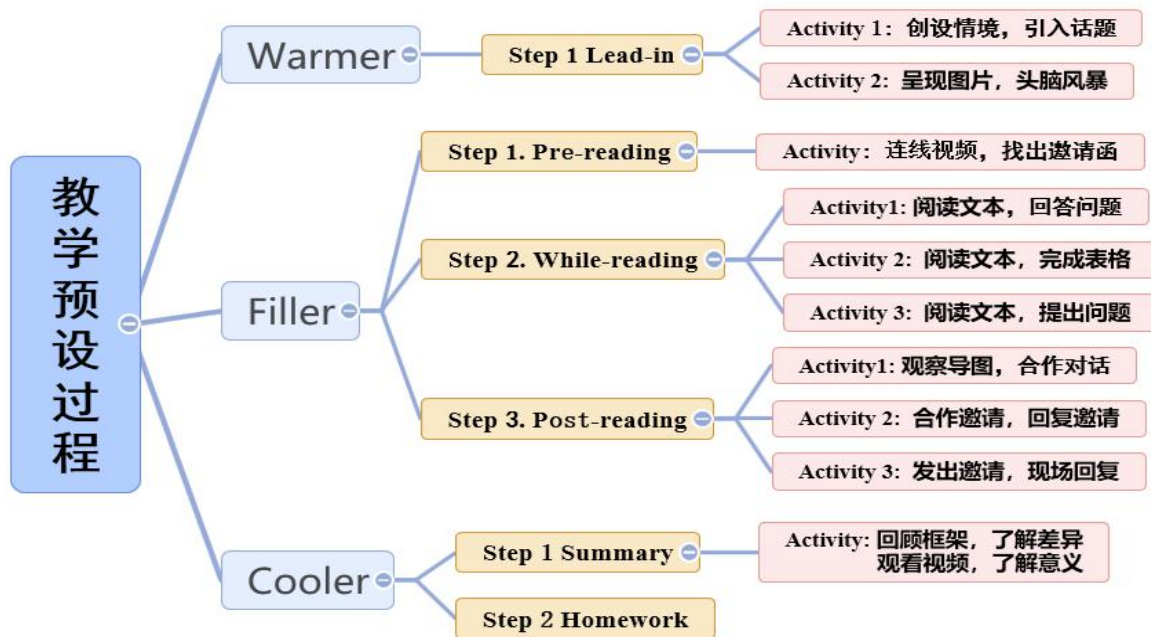 教学预设过程
Warmer
Step 1 Lead-in
Activity 1：创设情境，引入话题
Activity 2: 呈现图片，头脑风暴
Filler
Step 1. Pre-reading
Activity：连线视频，找出邀请函
Step 2. While-reading
Activity1: 阅读文本，回答问题
Activity 2: 阅读文本，完成表格
Activity 3: 阅读文本，提出问题
Step 3. Post-reading
Activity1: 观察导图，合作对话
Activity 2: 合作邀请，回复邀请
Activity 3: 发出邀请，现场回复
Cooler
Step 1 Summary
Activity: 回顾框架，了解差异
观看视频，了解意义
Step 2 Homework